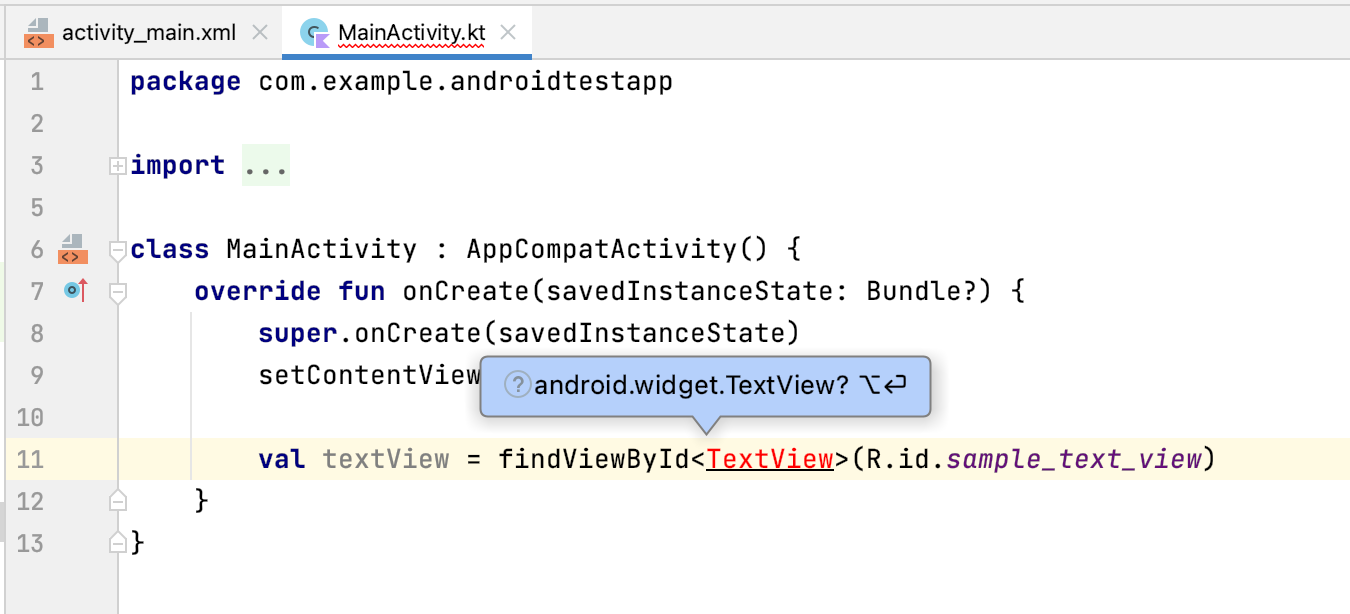 activity_main.xml MainActivity.kt
1 package com.example.androidtestapp
2
3 import ...
5
6 class MainActivity : AppCompatActivity() {
7 override fun onCreate(savedInstanceState: Bundle?) {
8 super.onCreate(savedInstanceState)
9 setContentView
? android.widget.TextView? ⌥⏎
10
11 val textView = findViewById<TextView>(R.id.sample_text_view)
12 }
13 }